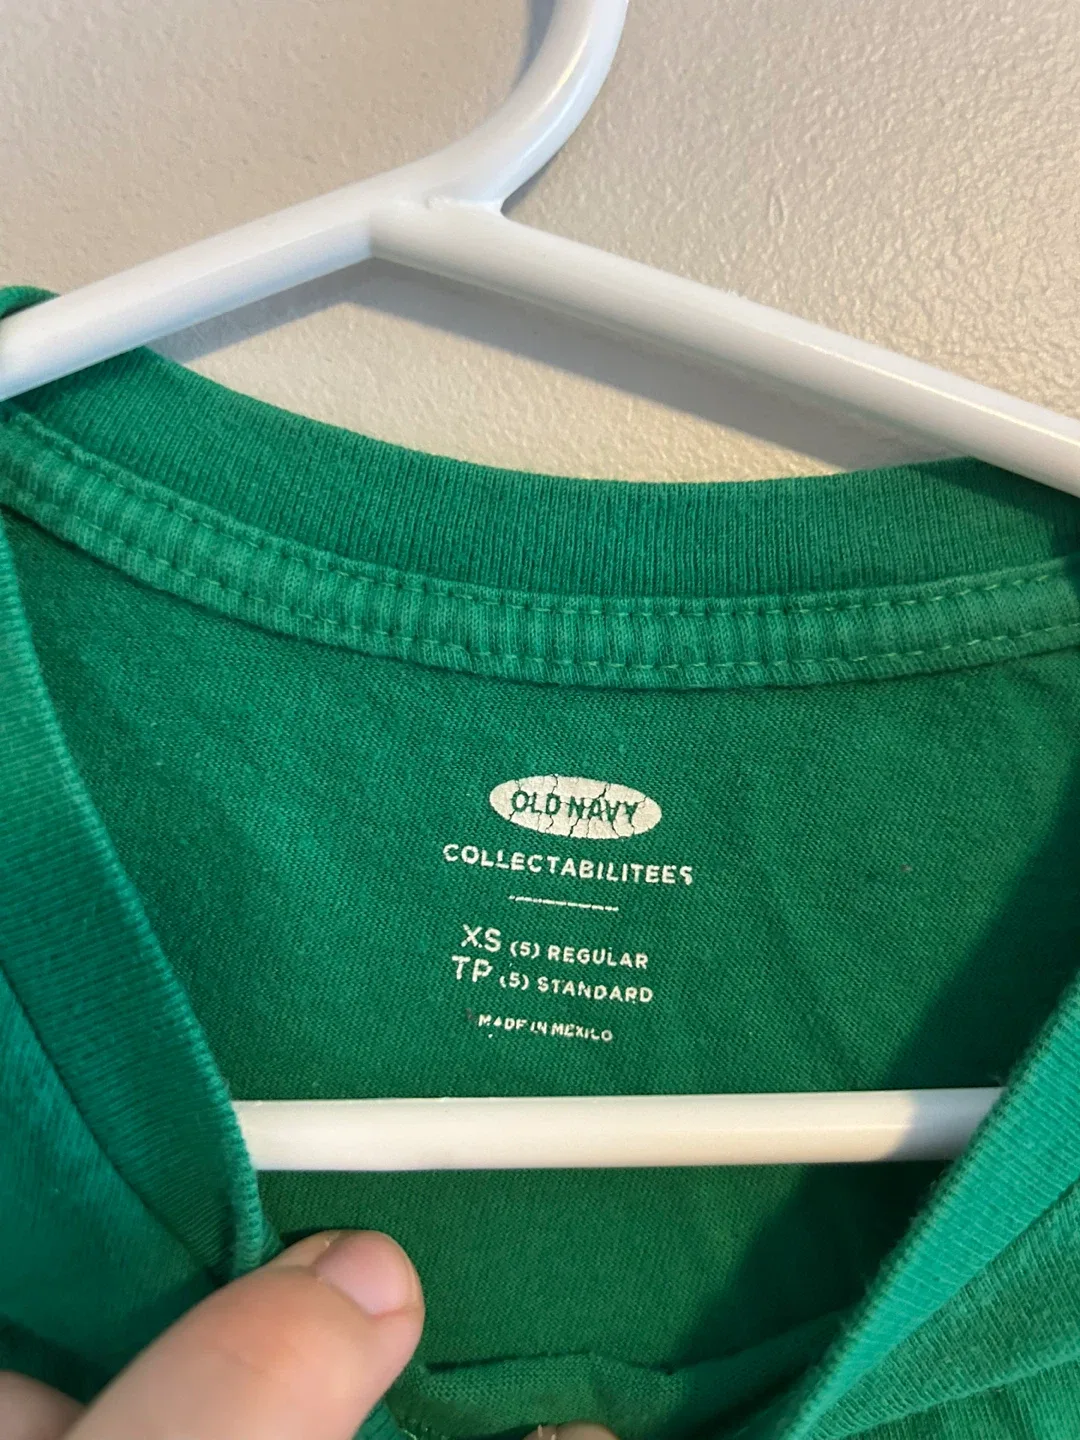 OLD NAVY
COLLECTABILITEES
XS (5) REGULAR
TP (5) STANDARD
MADE IN MEXICO